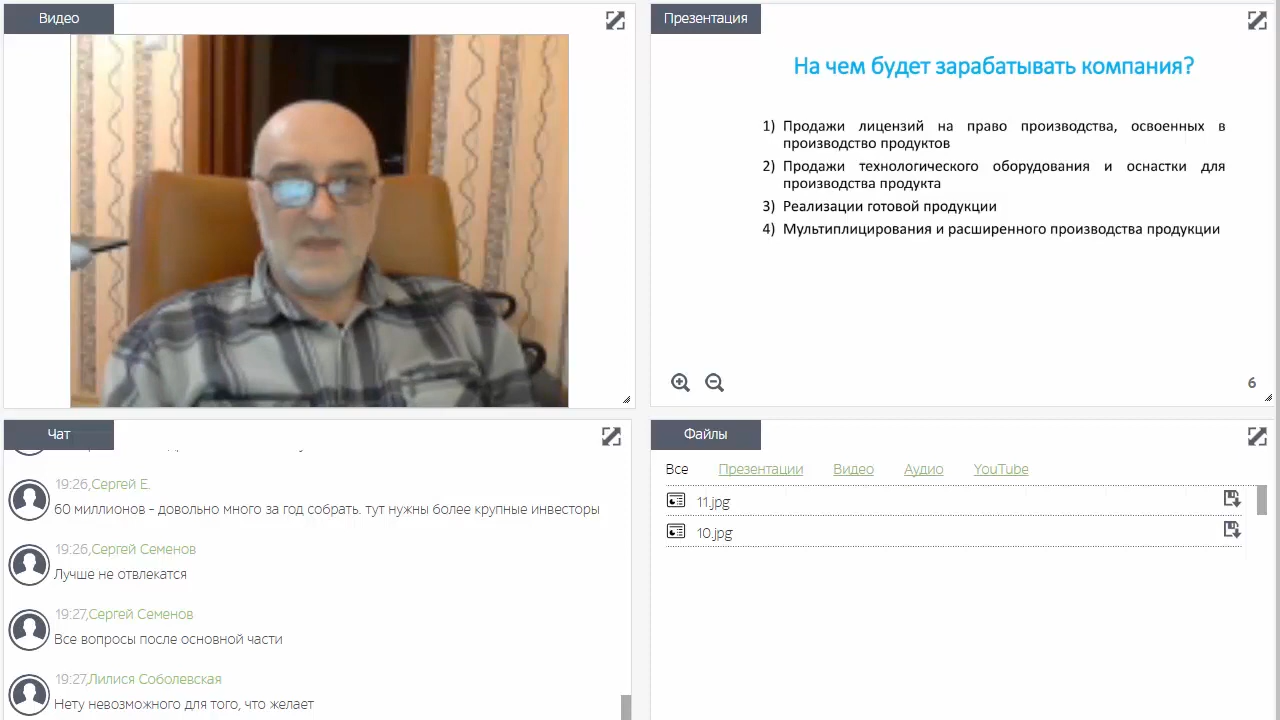 Видео
Презентация
На чем будет зарабатывать компания?
1) Продажи лицензий на право производства, освоенных в
производство продуктов
2) Продажи технологического оборудования и оснастки для
производства продукта
3) Реализации готовой продукции
4) Мультиплицирования и расширенного производства продукции
6
Чат
19:26,Сергей Е.
60 миллионов - довольно много за год собрать. тут нужны более крупные инвесторы
19:26,Сергей Семенов
Лучше не отвлекатся
19:27,Сергей Семенов
Все вопросы после основной части
19:27,Лилися Соболевская
Нету невозможного для того, что желает
Файлы
Все Презентации Видео Аудио YouTube
11.jpg
10.jpg